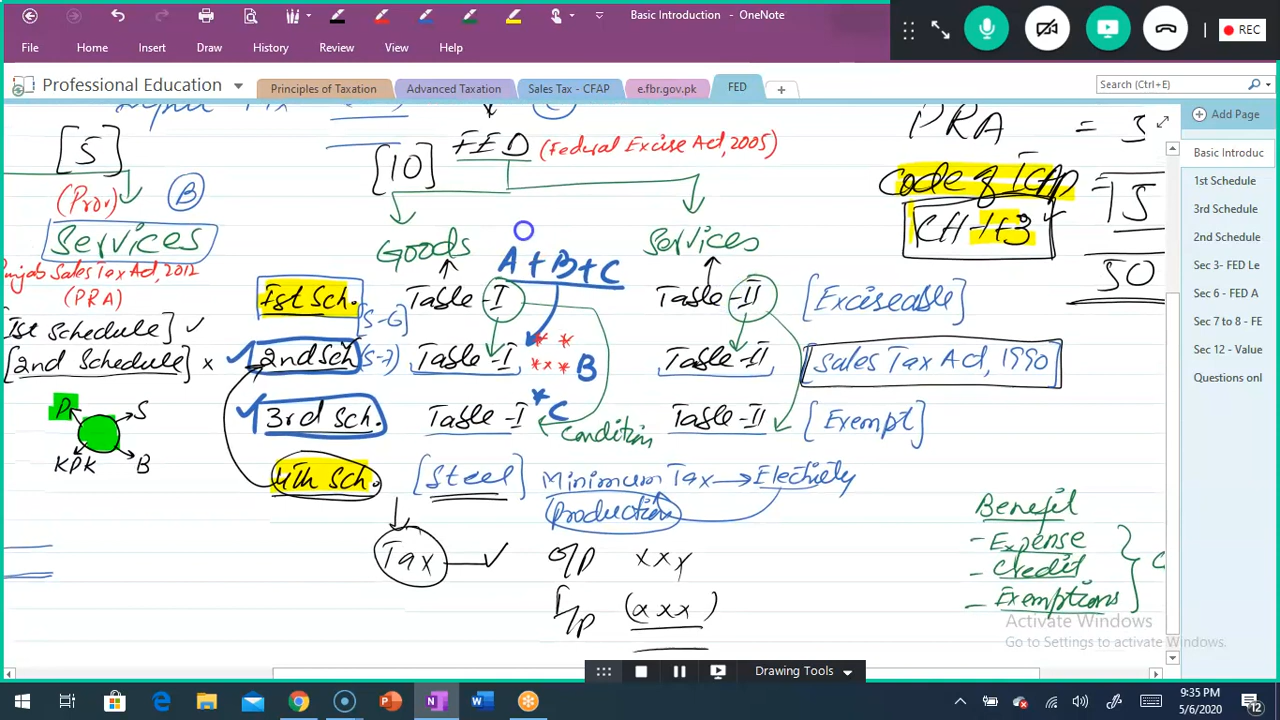 Basic Introduction - OneNote
REC
File Home Insert Draw History Review View Help
Professional Education
Principles of Taxation
Advanced Taxation
Sales Tax - CFAP
e.fbr.gov.pk
FED
Search (Ctrl+E)
Add Page
Basic Introduc
1st Schedule
3rd Schedule
Sec 3- FED Le
Sec 6 - FED A
Sec 7 to 8 - FE
Sec 12 - Value
Questions onl
Input Tax
C
FED (Federal Excise Act, 2005)
[5]
[10]
(Prov)
B
Services
Punjab Sales Tax Act, 2012
(PRA)
Ist Schedule]
[2nd Schedule] x
P S
KPK B
Goods
Services
A + B + C
Ist Sch. Table - I Table - II [Exciseable]
[S-6]
2nd Sch (S-7) Table - I ** *** B Table - II Sales Tax Act, 1990
3rd Sch. Table - I * C Table - II [Exempt]
Condition
4th Sch. [Steel] Minimum Tax → Electricity
Production
Tax
O/p xxx
I/p (xxx)
PRA = 3
Code of ICAP = 15
CH-1+3
50
Benefit
- Expense
- Credit
- Exemptions
Activate Windows
Go to Settings to activate Windows.
Drawing Tools
9:35 PM
5/6/2020
12